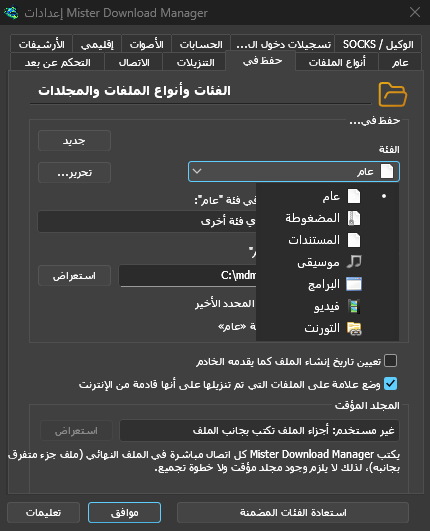 إعدادات Mister Download Manager
الوكيل / SOCKS
تسجيلات دخول ال...
الحسابات
الأصوات
إقليمي
الأرشيفات
عام
أنواع الملفات
حفظ في
التنزيلات
الاتصال
التحكم عن بعد
الفئات وأنواع الملفات والمجلدات
حفظ في...
الفئة
جديد
عام
تحرير...
في فئة "عام":
ي فئة أخرى
عام
المضغوطة
المستندات
موسيقى
البرامج
فيديو
التورنت
C:\mdm
استعراض
المحدد الأخير
ة «عام»
تعيين تاريخ إنشاء الملف كما يقدمه الخادم
وضع علامة على الملفات التي تم تنزيلها على أنها قادمة من الإنترنت
المجلد المؤقت
غير مستخدم: أجزاء الملف تكتب بجانب الملف
استعراض
يكتب Mister Download Manager كل اتصال مباشرة في الملف النهائي (ملف جزء متفرق
بجانبه)، لذلك لا يلزم وجود مجلد مؤقت ولا خطوة تجميع.
استعادة الفئات المضمنة
موافق
تعليمات